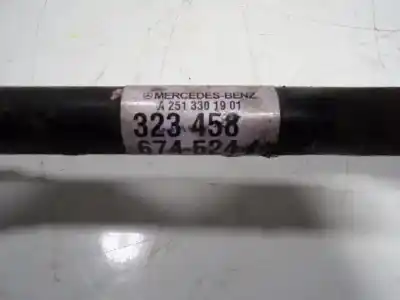 MERCEDES-BENZ
A 251 330 19 01
323 458
674-524